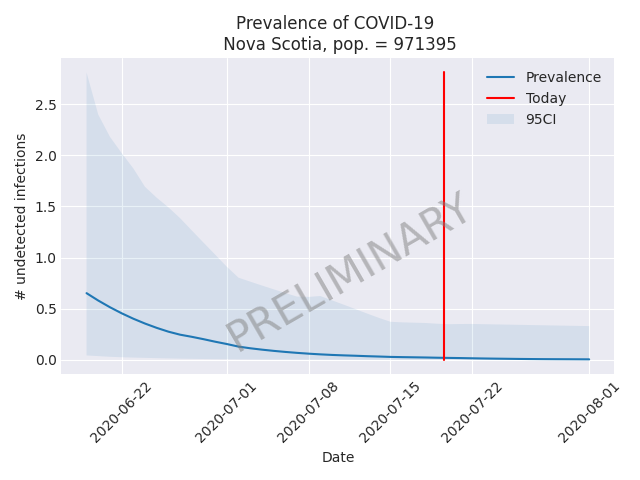 Prevalence of COVID-19
Nova Scotia, pop. = 971395
Prevalence
Today
95CI
# undetected infections
2.5
2.0
1.5
1.0
0.5
0.0
PRELIMINARY
2020-06-22
2020-07-01
2020-07-08
2020-07-15
2020-07-22
2020-08-01
Date